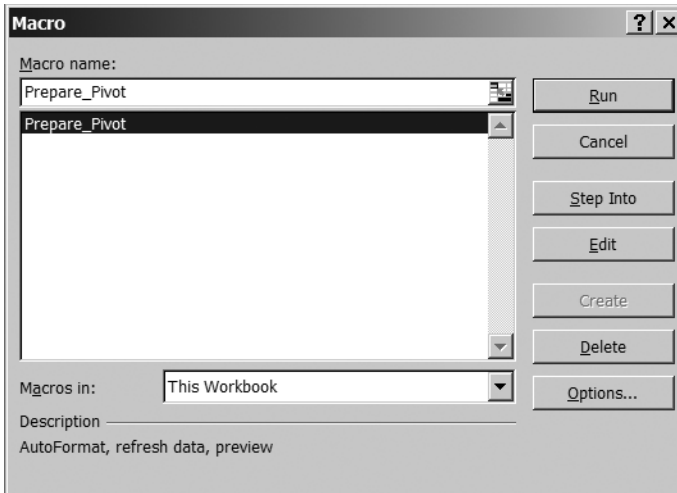 Macro
Macro name:
Prepare_Pivot
Run
Prepare_Pivot
Cancel
Step Into
Edit
Create
Delete
Macros in:
This Workbook
Options...
Description
AutoFormat, refresh data, preview